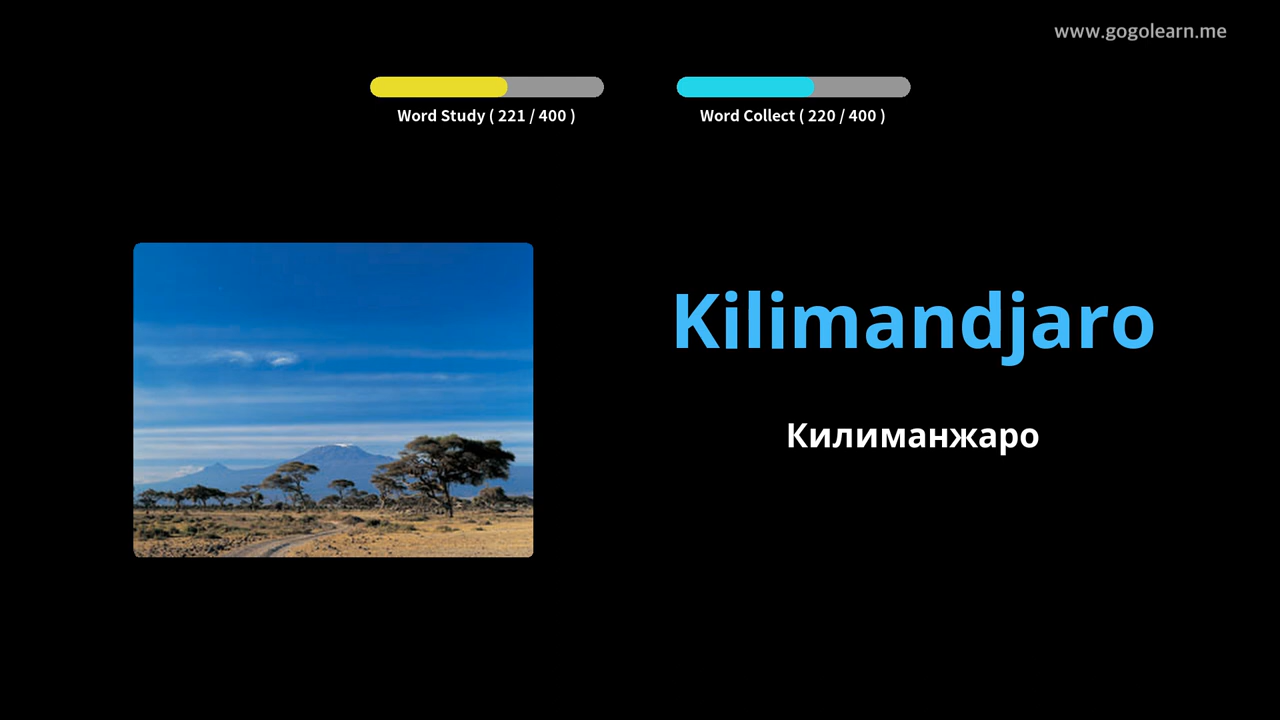 www.gogolearn.me
Word Study ( 221 / 400 )
Word Collect ( 220 / 400 )
Kilimandjaro
Килиманжаро